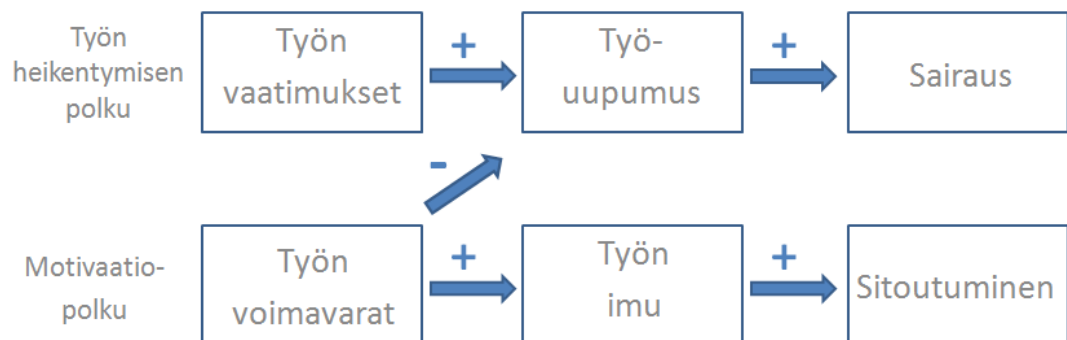 Työn
heikentymisen
polku
Työn
vaatimukset
+
Työ-
uupumus
+
Sairaus
-
Motivaatio-
polku
Työn
voimavarat
+
Työn
imu
+
Sitoutuminen